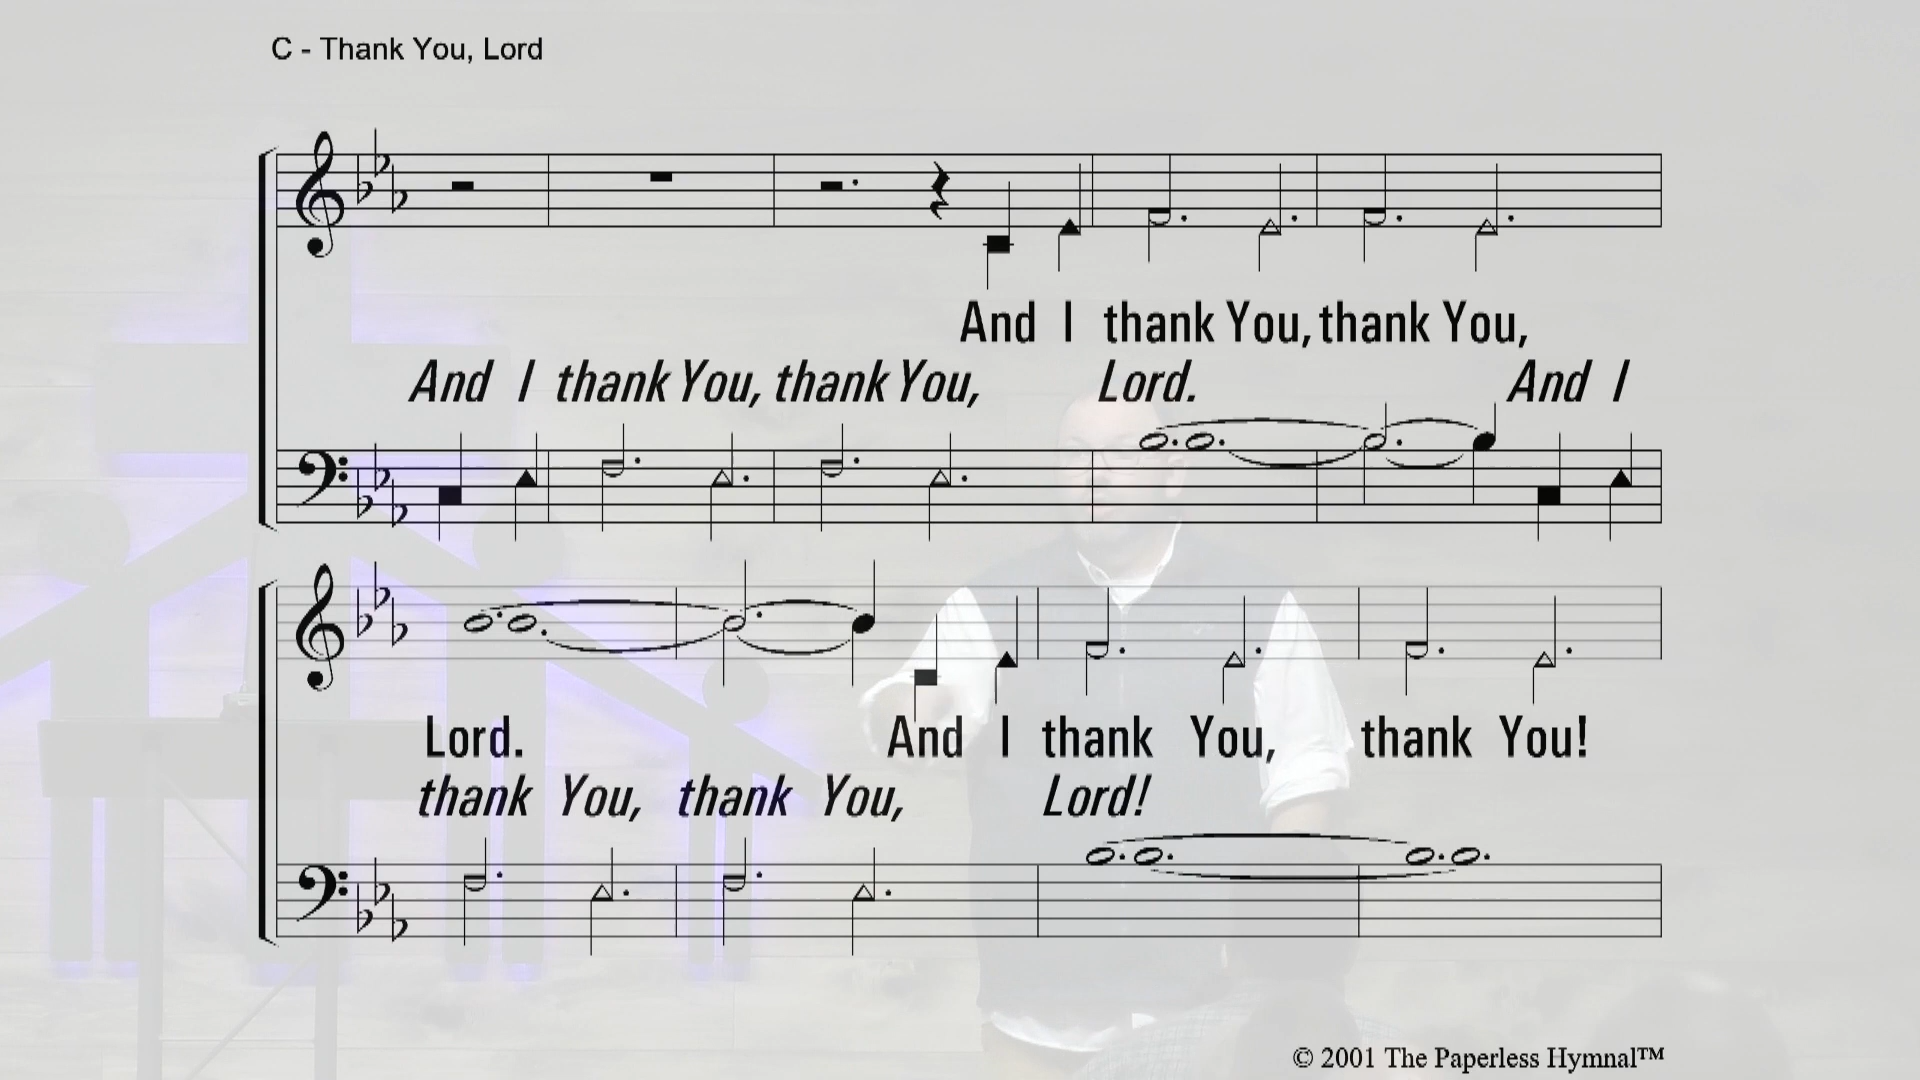 C - Thank You, Lord
And I thank You, thank You,
And I thank You, thank You, Lord. And I
Lord. And I thank You, thank You!
thank You, thank You, Lord!
© 2001 The Paperless Hymnal™